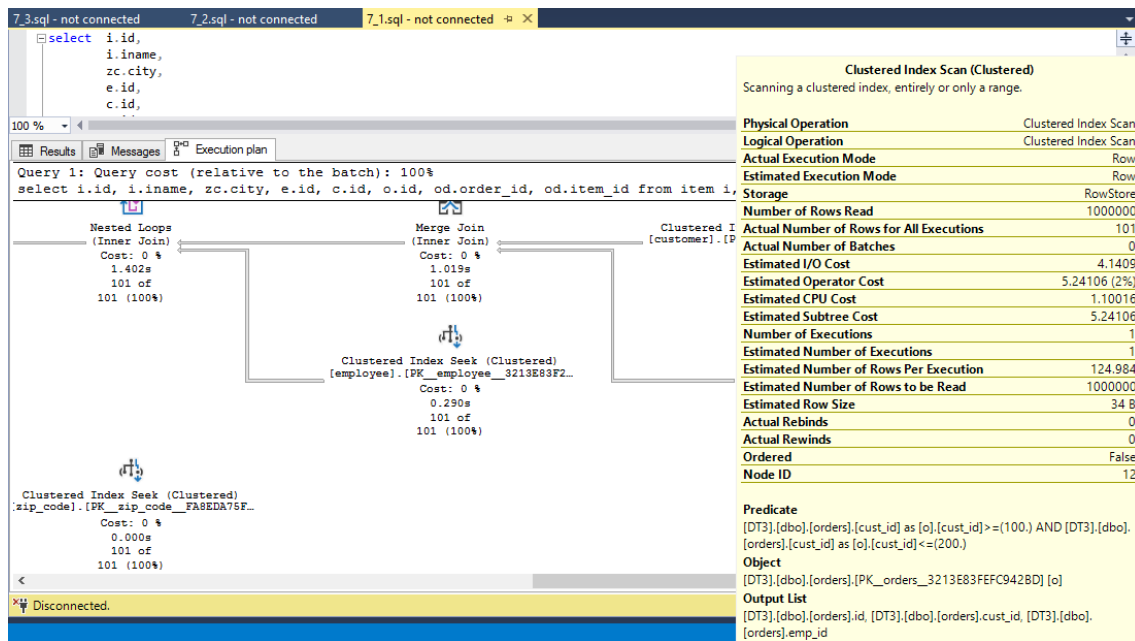 7_3.sql - not connected
7_2.sql - not connected
7_1.sql - not connected
select i.id,
i.iname,
zc.city,
e.id,
c.id,
100 %
Results
Messages
Execution plan
Query 1: Query cost (relative to the batch): 100%
select i.id, i.iname, zc.city, e.id, c.id, o.id, od.order_id, od.item_id from item i,
Nested Loops
(Inner Join)
Cost: 0 %
1.402s
101 of
101 (100%)
Merge Join
(Inner Join)
Cost: 0 %
1.019s
101 of
101 (100%)
Clustered I
[customer].[P
Clustered Index Seek (Clustered)
[employee].[PK__employee__3213E83F2…
Cost: 0 %
0.290s
101 of
101 (100%)
Clustered Index Seek (Clustered)
[zip_code].[PK__zip_code__FA8EDA75F…
Cost: 0 %
0.000s
101 of
101 (100%)
Disconnected.
Clustered Index Scan (Clustered)
Scanning a clustered index, entirely or only a range.
Physical Operation Clustered Index Scan
Logical Operation Clustered Index Scan
Actual Execution Mode Row
Estimated Execution Mode Row
Storage RowStore
Number of Rows Read 1000000
Actual Number of Rows for All Executions 101
Actual Number of Batches 0
Estimated I/O Cost 4.1409
Estimated Operator Cost 5.24106 (2%)
Estimated CPU Cost 1.10016
Estimated Subtree Cost 5.24106
Number of Executions 1
Estimated Number of Executions 1
Estimated Number of Rows Per Execution 124.984
Estimated Number of Rows to be Read 1000000
Estimated Row Size 34 B
Actual Rebinds 0
Actual Rewinds 0
Ordered False
Node ID 12
Predicate
[DT3].[dbo].[orders].[cust_id] as [o].[cust_id]>=(100.) AND [DT3].[dbo].
[orders].[cust_id] as [o].[cust_id]<=(200.)
Object
[DT3].[dbo].[orders].[PK__orders__3213E83FEFC942BD] [o]
Output List
[DT3].[dbo].[orders].id, [DT3].[dbo].[orders].cust_id, [DT3].[dbo].
[orders].emp_id